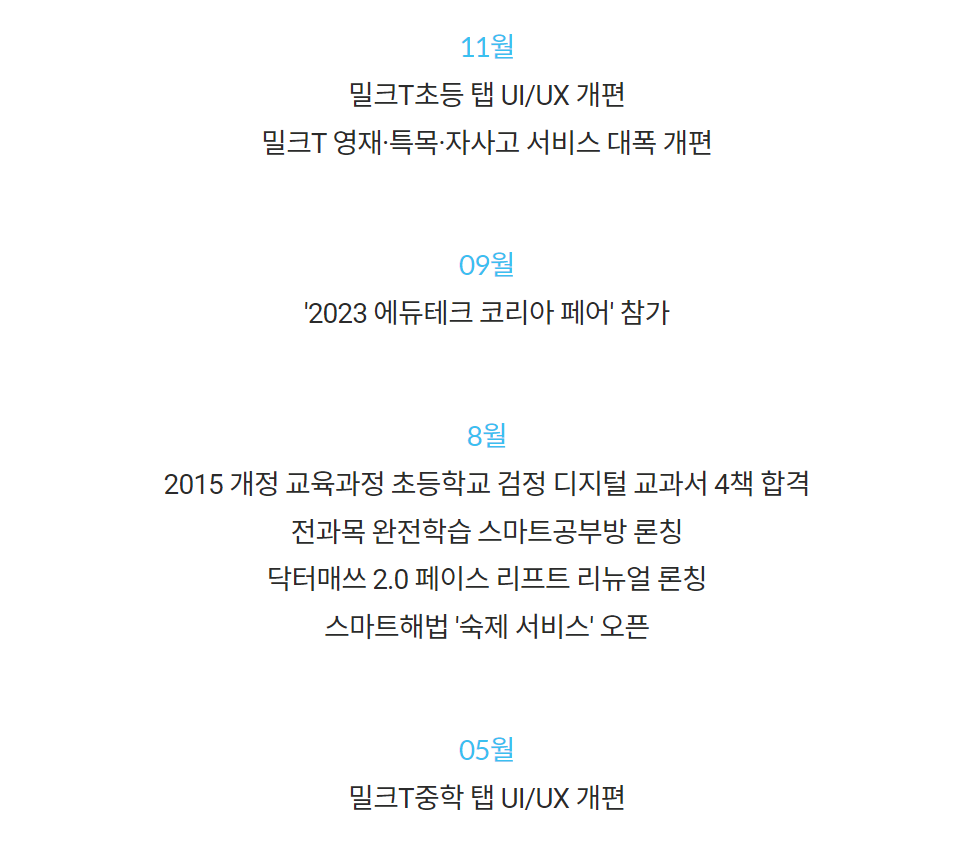 11월
밀크T초등 탭 UI/UX 개편
밀크T 영재·특목·자사고 서비스 대폭 개편
09월
'2023 에듀테크 코리아 페어' 참가
8월
2015 개정 교육과정 초등학교 검정 디지털 교과서 4책 합격
전과목 완전학습 스마트공부방 론칭
닥터매쓰 2.0 페이스 리프트 리뉴얼 론칭
스마트해법 '숙제 서비스' 오픈
05월
밀크T중학 탭 UI/UX 개편